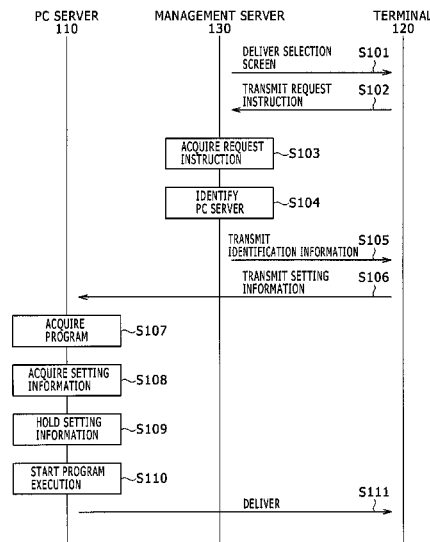 PC SERVER
110
MANAGEMENT SERVER
130
TERMINAL
120
DELIVER SELECTION
SCREEN
S101
TRANSMIT REQUEST
INSTRUCTION
S102
ACQUIRE REQUEST
INSTRUCTION
S103
IDENTIFY
PC SERVER
S104
TRANSMIT
IDENTIFICATION INFORMATION
S105
TRANSMIT SETTING
INFORMATION
S106
ACQUIRE
PROGRAM
S107
ACQUIRE SETTING
INFORMATION
S108
HOLD SETTING
INFORMATION
S109
START PROGRAM
EXECUTION
S110
DELIVER
S111